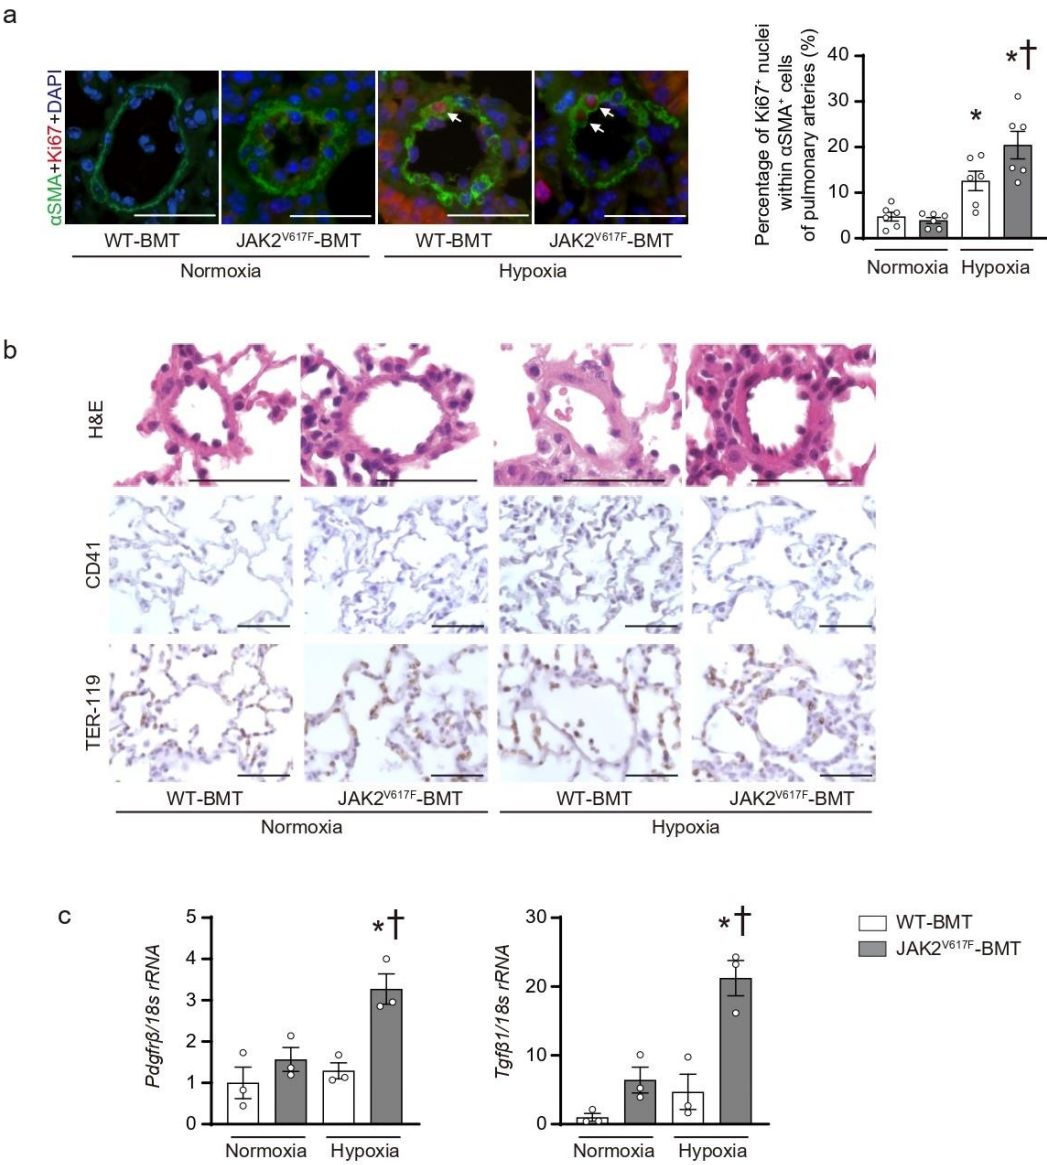 a
αSMA+Ki67+DAPI
WT-BMT
JAK2V617F-BMT
WT-BMT
JAK2V617F-BMT
Normoxia
Hypoxia
Percentage of Ki67+ nuclei
within αSMA+ cells
of pulmonary arteries (%)
40
30
20
10
0
*
*†
Normoxia
Hypoxia
b
H&E
CD41
TER-119
WT-BMT
JAK2V617F-BMT
WT-BMT
JAK2V617F-BMT
Normoxia
Hypoxia
c
Pdgfrβ/18s rRNA
5
4
3
2
1
0
*†
Normoxia
Hypoxia
Tgfβ1/18s rRNA
30
20
10
0
*†
Normoxia
Hypoxia
WT-BMT
JAK2V617F-BMT